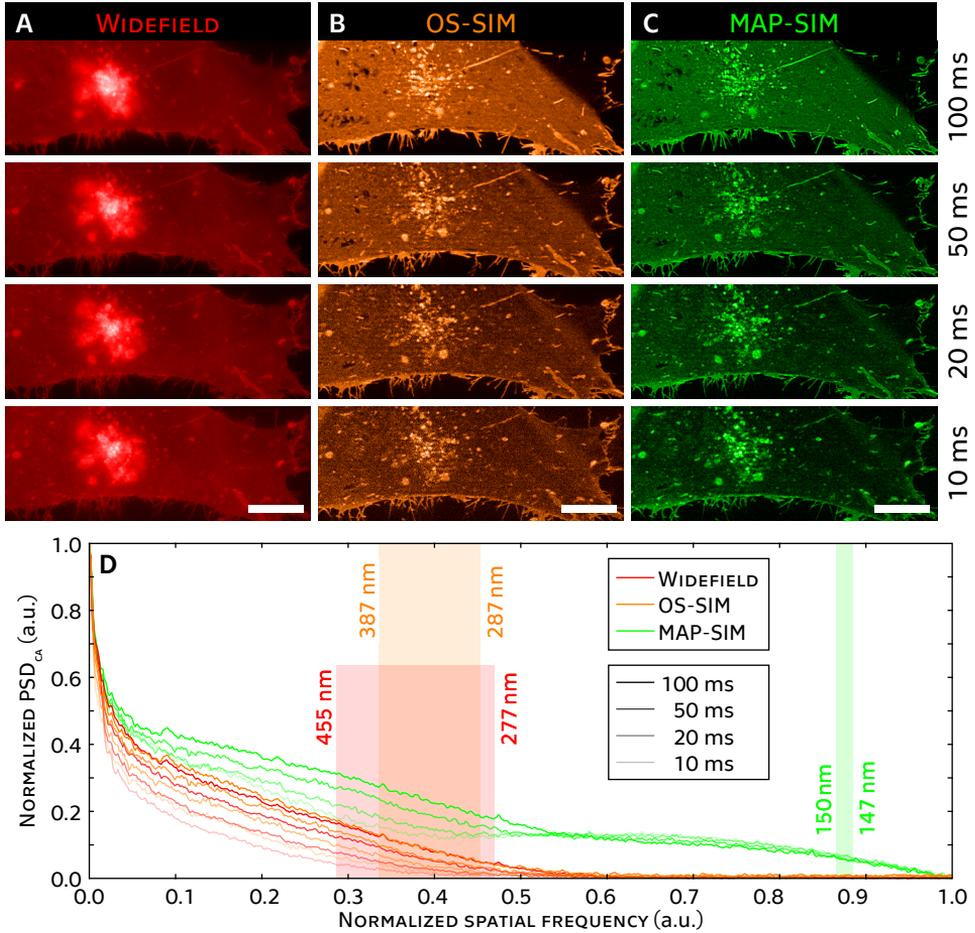 A WIDEFIELD
B OS-SIM
C MAP-SIM
100 ms
50 ms
20 ms
10 ms
D
1.0
0.8
0.6
0.4
0.2
0.0
NORMALIZED PSD_CA (a.u.)
387 nm
287 nm
455 nm
277 nm
150 nm
147 nm
WIDEFIELD
OS-SIM
MAP-SIM
100 ms
50 ms
20 ms
10 ms
0.0 0.1 0.2 0.3 0.4 0.5 0.6 0.7 0.8 0.9 1.0
NORMALIZED SPATIAL FREQUENCY (a.u.)